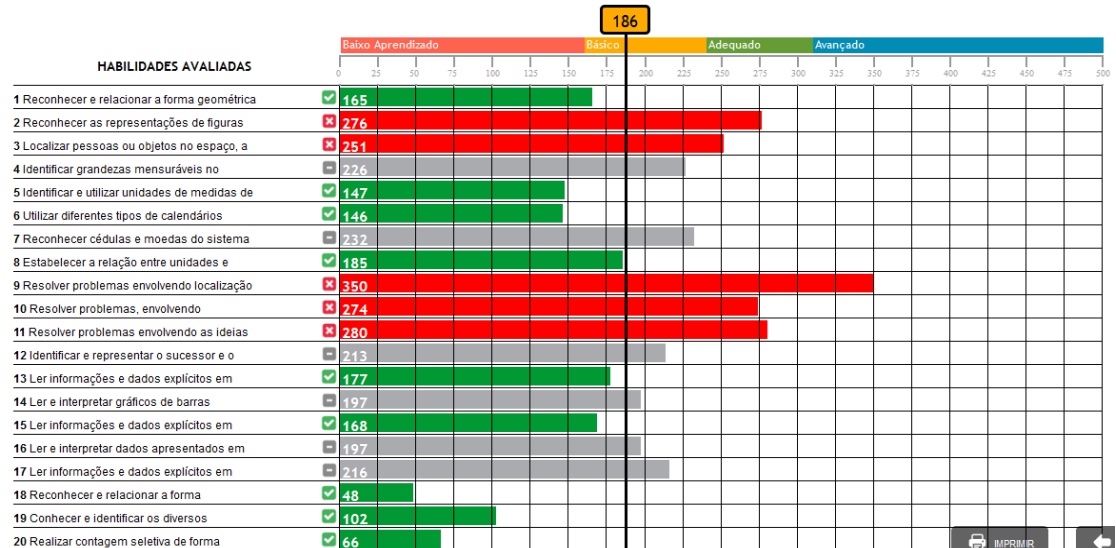 186
Baixo Aprendizado Básico Adequado Avançado
HABILIDADES AVALIADAS
0 25 50 75 100 125 150 175 200 225 250 275 300 325 350 375 400 425 450 475 500
1 Reconhecer e relacionar a forma geométrica 165
2 Reconhecer as representações de figuras 276
3 Localizar pessoas ou objetos no espaço, a 251
4 Identificar grandezas mensuráveis no 226
5 Identificar e utilizar unidades de medidas de 147
6 Utilizar diferentes tipos de calendários 146
7 Reconhecer cédulas e moedas do sistema 232
8 Estabelecer a relação entre unidades e 185
9 Resolver problemas envolvendo localização 350
10 Resolver problemas, envolvendo 274
11 Resolver problemas envolvendo as ideias 280
12 Identificar e representar o sucessor e o 213
13 Ler informações e dados explícitos em 177
14 Ler e interpretar gráficos de barras 197
15 Ler informações e dados explícitos em 168
16 Ler e interpretar dados apresentados em 197
17 Ler informações e dados explícitos em 216
18 Reconhecer e relacionar a forma 48
19 Conhecer e identificar os diversos 102
20 Realizar contagem seletiva de forma 66
IMPRIMIR